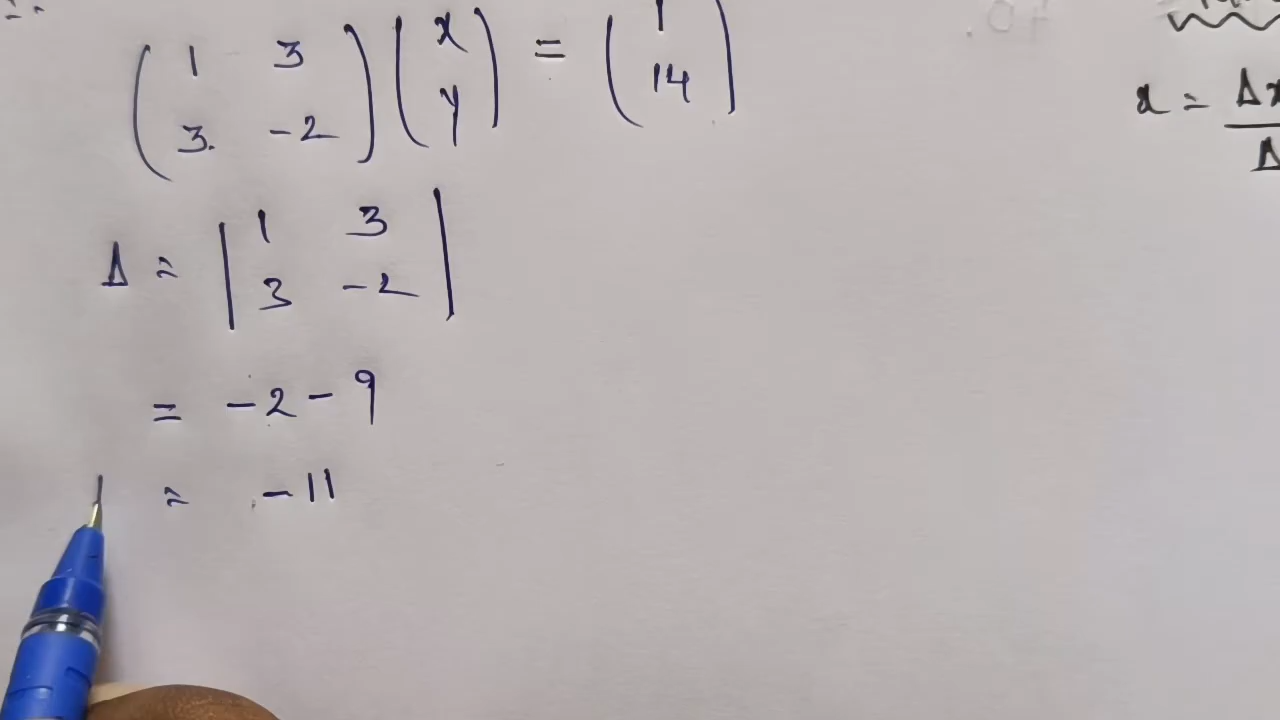 ( 1 3 ) ( x ) = ( 1 )
( 3. -2 ) ( y ) ( 14 )
x = Δx
Δ
Δ = | 1 3 |
| 3 -2 |
= -2 - 9
= -11